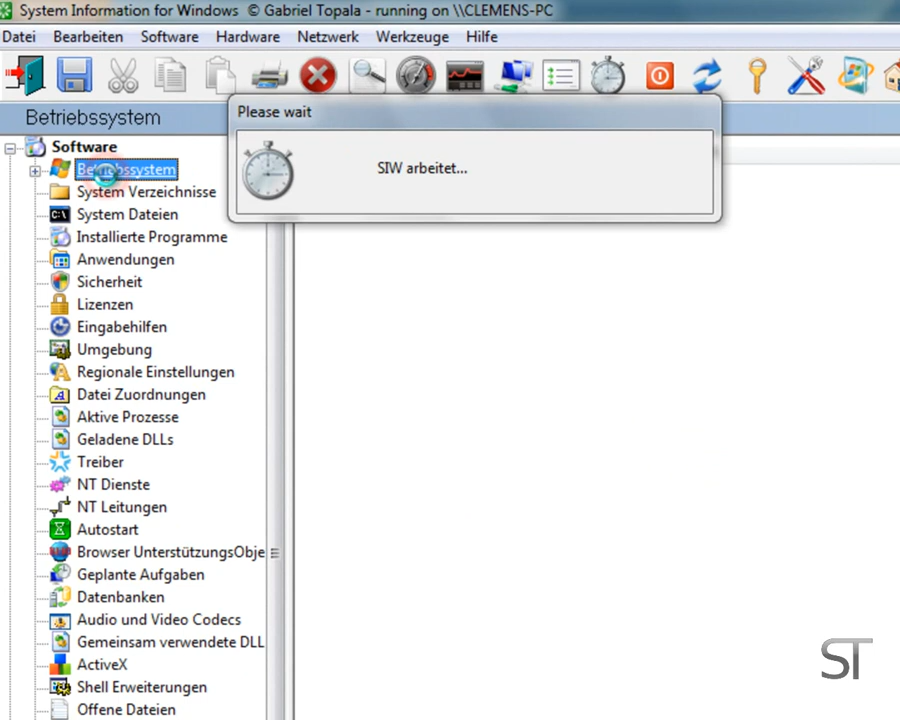 System Information for Windows © Gabriel Topala - running on \\CLEMENS-PC
Datei Bearbeiten Software Hardware Netzwerk Werkzeuge Hilfe
Betriebssystem
Please wait
SIW arbeitet...
Software
Betriebssystem
System Verzeichnisse
C:\
System Dateien
Installierte Programme
Anwendungen
Sicherheit
Lizenzen
Eingabehilfen
Umgebung
Regionale Einstellungen
Datei Zuordnungen
Aktive Prozesse
Geladene DLLs
Treiber
NT Dienste
NT Leitungen
Autostart
Browser UnterstützungsObje
Geplante Aufgaben
Datenbanken
Audio und Video Codecs
Gemeinsam verwendete DLL
ActiveX
Shell Erweiterungen
Offene Dateien
ST